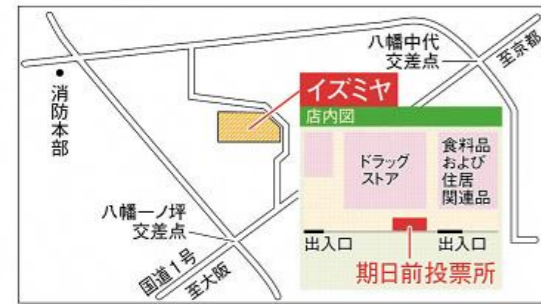 八幡中代
交差点
至京都
消防本部
イズミヤ
店内図
ドラッグ
ストア
食料品
および
住居
関連品
八幡一ノ坪
交差点
出入口
出入口
国道1号
至大阪
期日前投票所